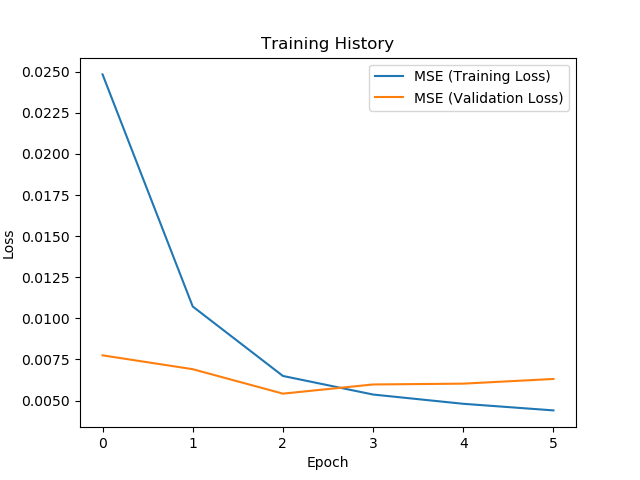 Training History
MSE (Training Loss)
MSE (Validation Loss)
Loss
0.0250
0.0225
0.0200
0.0175
0.0150
0.0125
0.0100
0.0075
0.0050
0 1 2 3 4 5
Epoch